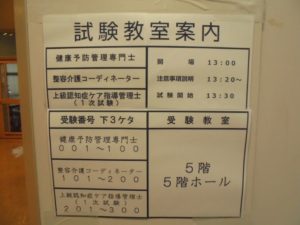 試験教室案内
健康予防管理専門士
整容介護コーディネーター
上級認知症ケア指導管理士
(1次試験)
開場 13:00
注意事項説明 13:20~
試験開始 13:30
受験番号 下3ケタ
受験教室
健康予防管理専門士
001~100
整容介護コーディネーター
101~200
上級認知症ケア指導管理士
(1次試験)
201~300
5階
5階ホール